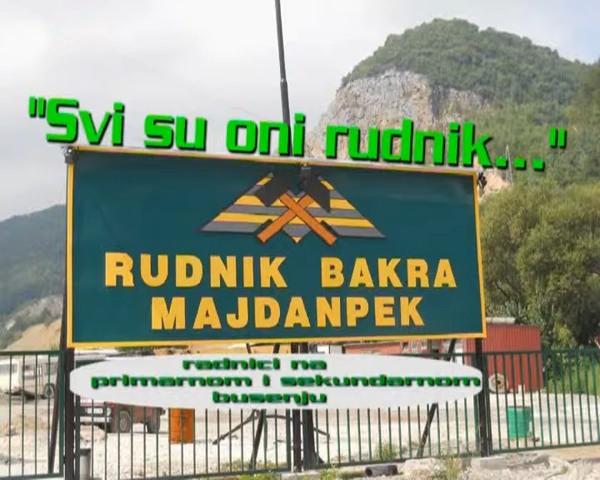 "Svi su oni rudnik..."
RUDNIK BAKRA
MAJDANPEK
radnici na
primarnom i sekundarnom
busenju